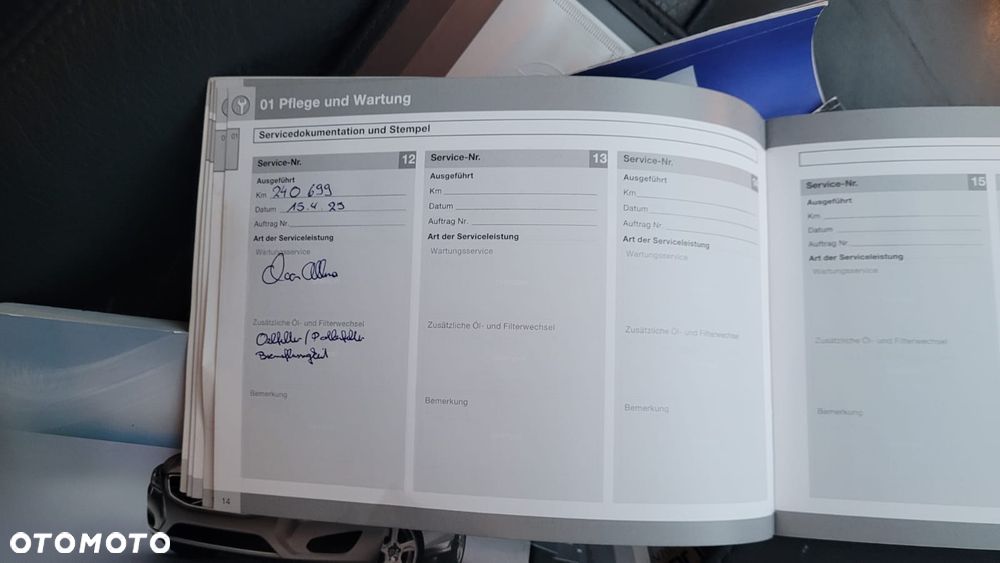 01 Pflege und Wartung
01
Servicedokumentation und Stempel
Service-Nr. 12
Ausgeführt
Km 240 699
Datum 15.4.23
Auftrag Nr.
Art der Serviceleistung
Wartungsservice
Zusätzliche Öl- und Filterwechsel
Oelfilter / Pollenfilter
Bremsflüssigkeit
Bemerkung
Service-Nr. 13
Ausgeführt
Km
Datum
Auftrag Nr.
Art der Serviceleistung
Wartungsservice
Zusätzliche Öl- und Filterwechsel
Bemerkung
Service-Nr.
Ausgeführt
Km
Datum
Auftrag Nr.
Art der Serviceleistung
Wartungsservice
Zusätzliche Öl- und Filterwechsel
Bemerkung
Service-Nr. 15
Ausgeführt
Km
Datum
Auftrag Nr.
Art der Serviceleistung
Wartungsservice
Zusätzliche Öl- und Filterwechsel
Bemerkung
14
OTOMOTO